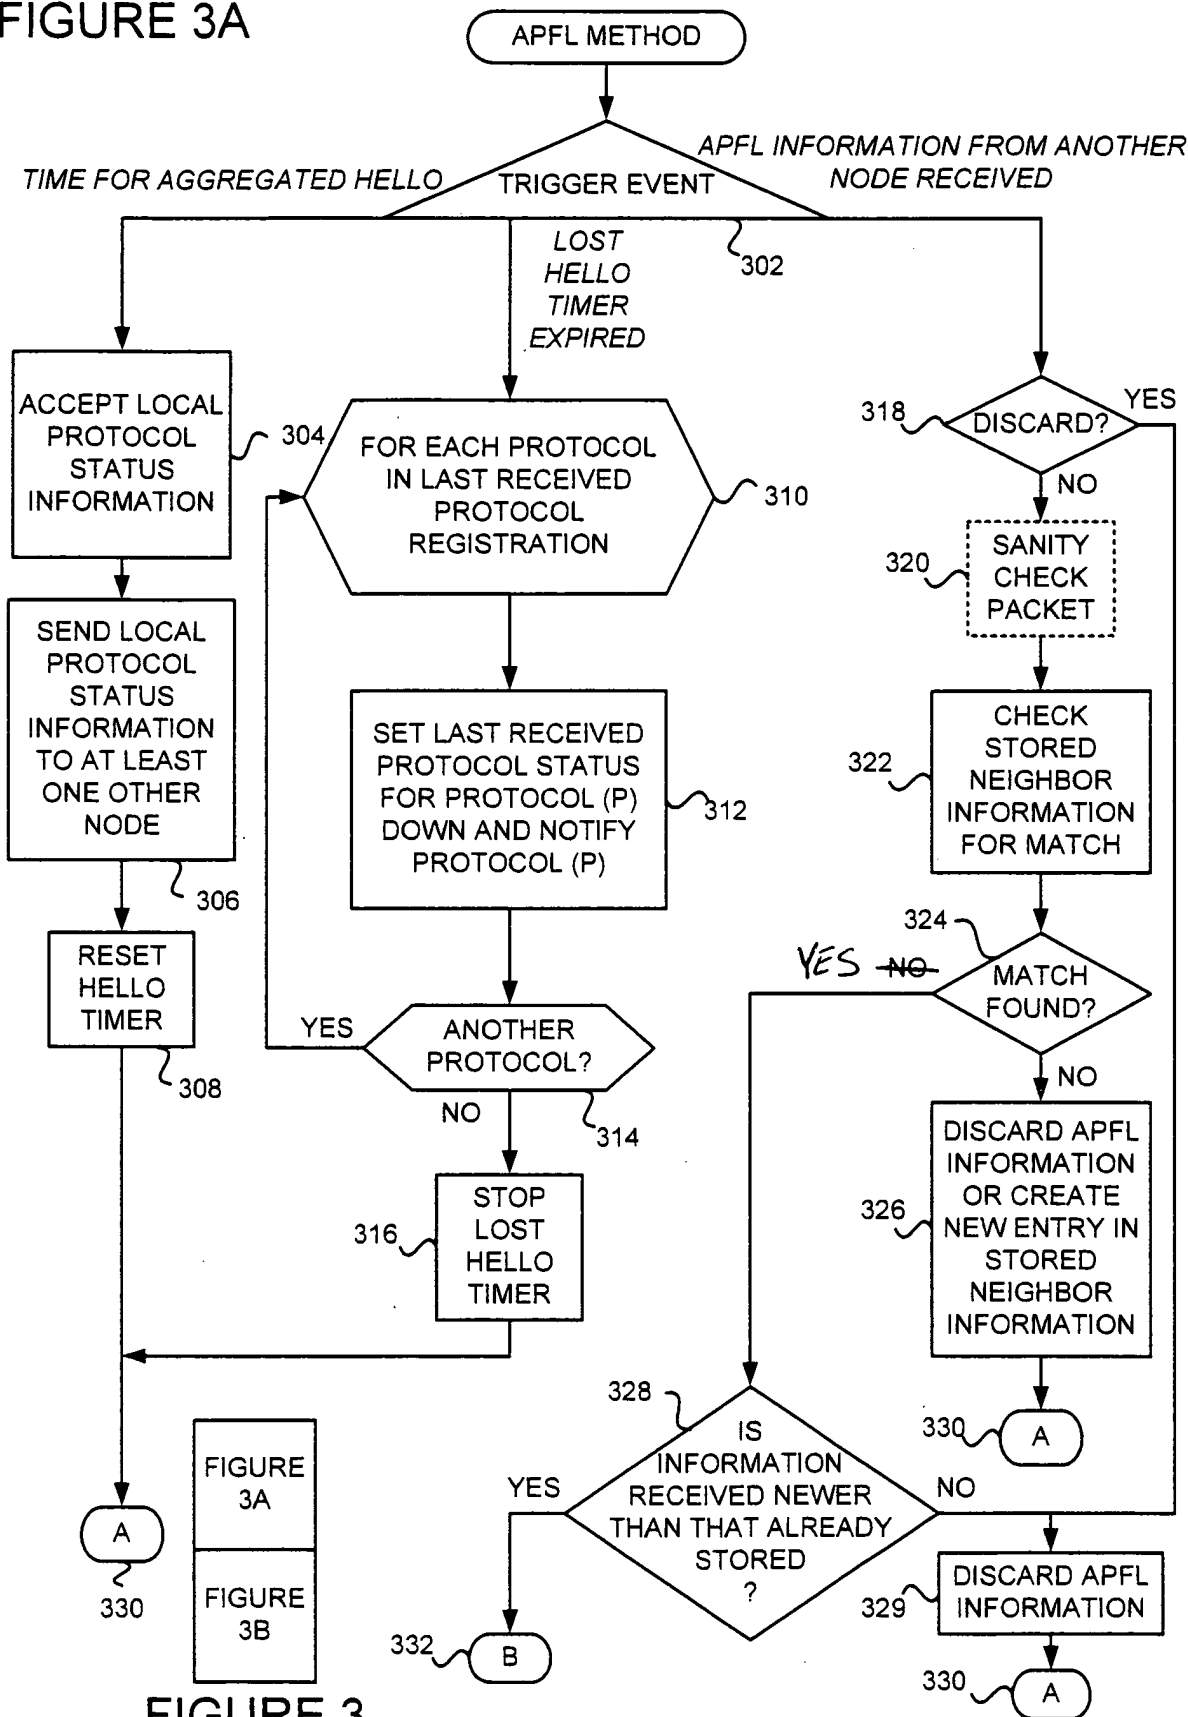 FIGURE 3A
APFL METHOD
TRIGGER EVENT
302
TIME FOR AGGREGATED HELLO
LOST
HELLO
TIMER
EXPIRED
APFL INFORMATION FROM ANOTHER
NODE RECEIVED
ACCEPT LOCAL
PROTOCOL
STATUS
INFORMATION
304
SEND LOCAL
PROTOCOL
STATUS
INFORMATION
TO AT LEAST
ONE OTHER
NODE
306
RESET
HELLO
TIMER
308
A
330
FOR EACH PROTOCOL
IN LAST RECEIVED
PROTOCOL
REGISTRATION
310
SET LAST RECEIVED
PROTOCOL STATUS
FOR PROTOCOL (P)
DOWN AND NOTIFY
PROTOCOL (P)
312
ANOTHER
PROTOCOL?
314
YES
NO
STOP
LOST
HELLO
TIMER
316
318
DISCARD?
YES
NO
SANITY
CHECK
PACKET
320
CHECK
STORED
NEIGHBOR
INFORMATION
FOR MATCH
322
324
MATCH
FOUND?
YES NO
NO
DISCARD APFL
INFORMATION
OR CREATE
NEW ENTRY IN
STORED
NEIGHBOR
INFORMATION
326
330
A
328
IS
INFORMATION
RECEIVED NEWER
THAN THAT ALREADY
STORED
?
YES
NO
332
B
DISCARD APFL
INFORMATION
329
330
A
FIGURE
3A
FIGURE
3B
FIGURE 3